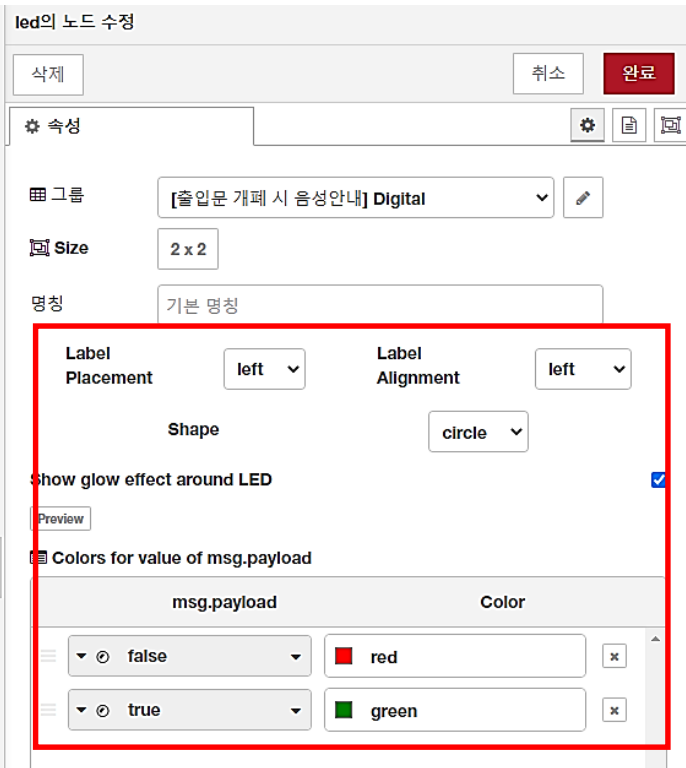 led의 노드 수정
삭제
취소
완료
속성
그룹
[출입문 개폐 시 음성안내] Digital
Size
2 x 2
명칭
기본 명칭
Label
Placement
left
Label
Alignment
left
Shape
circle
Show glow effect around LED
Preview
Colors for value of msg.payload
msg.payload
Color
false
red
true
green